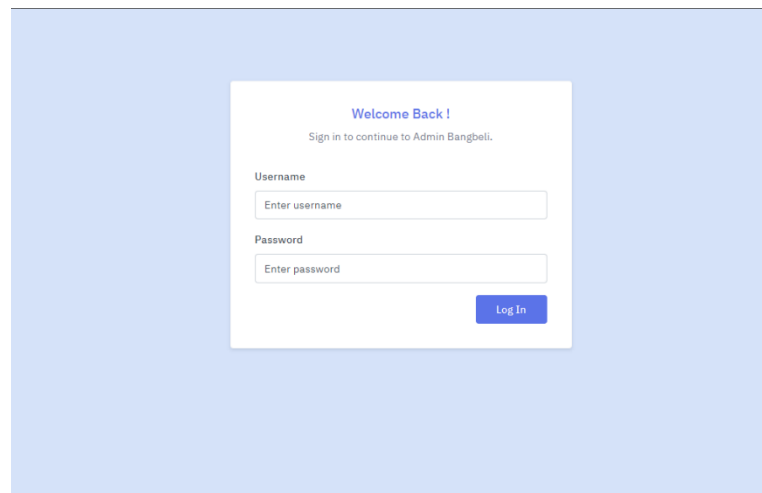 Welcome Back !
Sign in to continue to Admin Bangbeli.
Username
Enter username
Password
Enter password
Log In